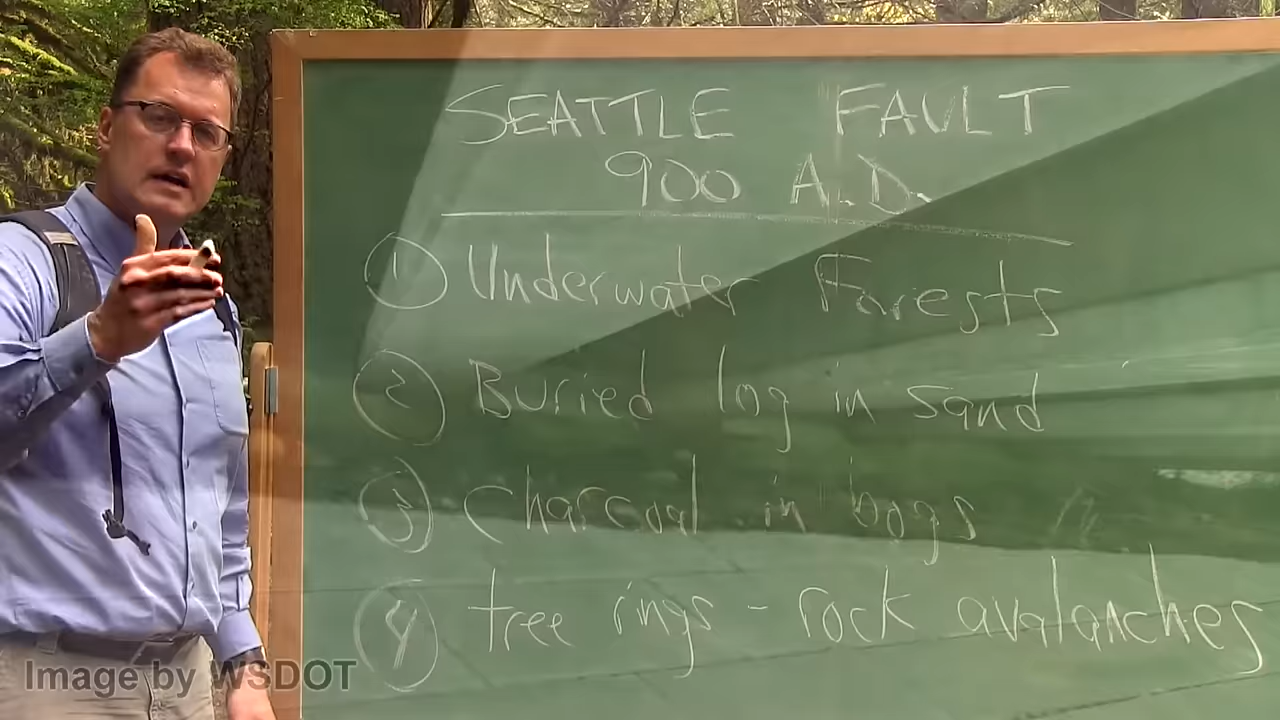 SEATTLE FAULT
900 A.D.
1 Underwater Forests
2 Buried log in sand
3 Charcoal in bogs
4 tree rings - rock avalanches
Image by WSDOT